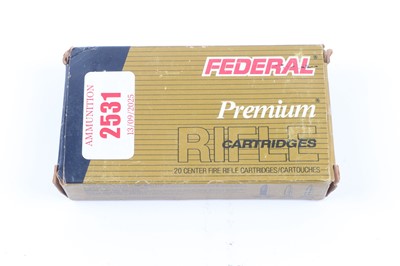 AMMUNITION
2531
13/09/2025
FEDERAL®
Premium®
RIFLE
CARTRIDGES
20 CENTER FIRE RIFLE CARTRIDGES/CARTOUCHES